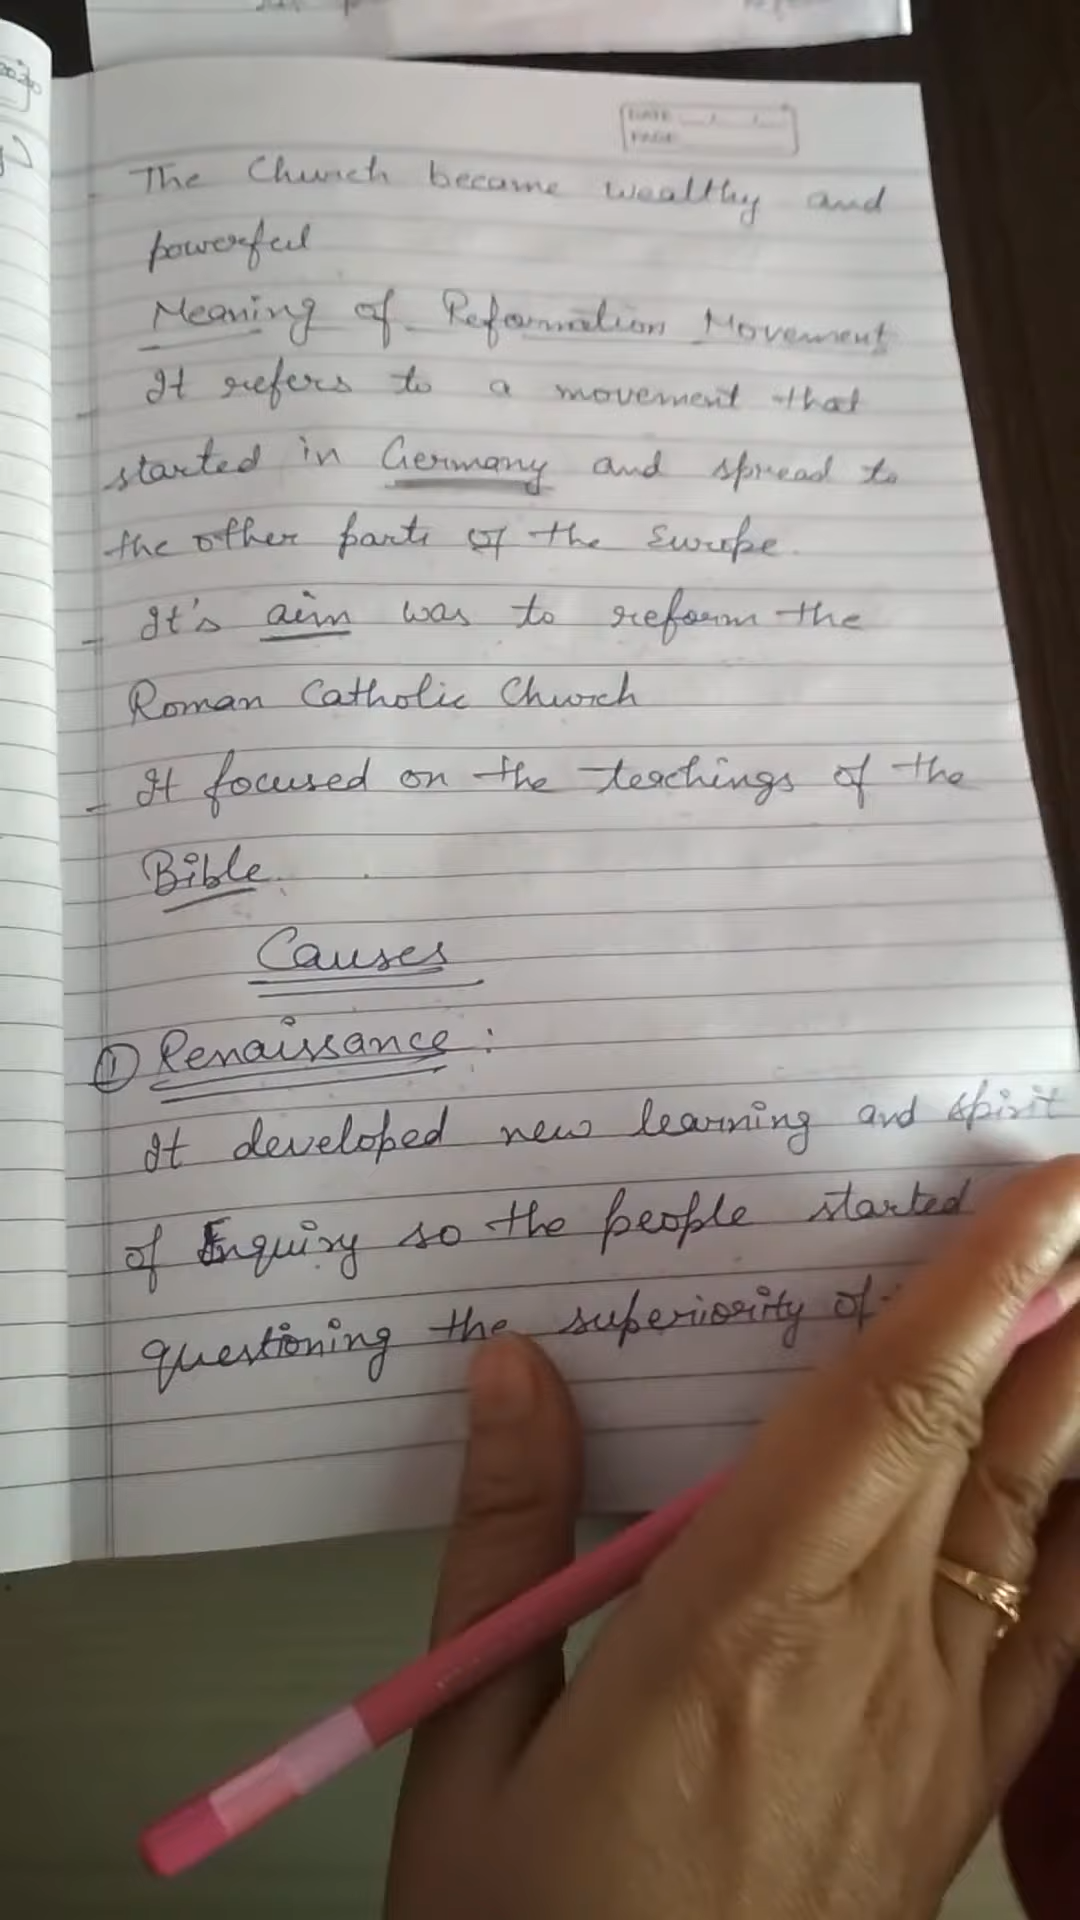 DATE
PAGE
- The Church became wealthy and
powerful
Meaning of Reformation Movement
- It refers to a movement that
started in Germany and spread to
the other parts of the Europe.
- It's aim was to reform the
Roman Catholic Church
- It focused on the teachings of the
Bible.
Causes
① Renaissance :
It developed new learning and spirit
of Enquiry so the people started
questioning the superiority of